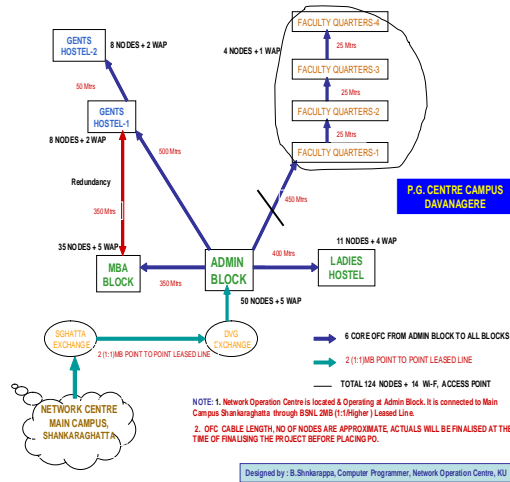 GENTS
HOSTEL-2
8 NODES + 2 WAP
50 Mtrs
GENTS
HOSTEL-1
8 NODES + 2 WAP
500 Mtrs
Redundancy
350 Mtrs
35 NODES + 5 WAP
MBA
BLOCK
350 Mtrs
ADMIN
BLOCK
50 NODES + 5 WAP
4 NODES + 1 WAP
FACULTY QUARTERS-4
25 Mtrs
FACULTY QUARTERS-3
25 Mtrs
FACULTY QUARTERS-2
25 Mtrs
FACULTY QUARTERS-1
450 Mtrs
P.G. CENTRE CAMPUS
DAVANAGERE
11 NODES + 4 WAP
400 Mtrs
LADIES
HOSTEL
SGHATTA
EXCHANGE
2 (1:1)MB POINT TO POINT LEASED LINE
DVG
EXCHANGE
NETWORK CENTRE
MAIN CAMPUS,
SHANKARAGHATTA
6 CORE OFC FROM ADMIN BLOCK TO ALL BLOCKS
2 (1:1)MB POINT TO POINT LEASED LINE
TOTAL 124 NODES + 14 Wi-F, ACCESS POINT
NOTE: 1. Network Operation Centre is located & Operating at Admin Block. It is connected to Main
Campus Shankaraghatta through BSNL 2MB (1:1/Higher ) Leased Line.
2. OFC CABLE LENGTH, NO OF NODES ARE APPROXIMATE, ACTUALS WILL BE FINALISED AT THE
TIME OF FINALISING THE PROJECT BEFORE PLACING PO.
Designed by : B.Shnkarappa, Computer Programmer, Network Operation Centre, KU